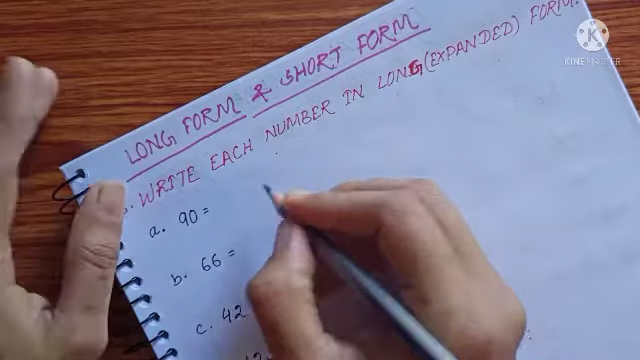 LONG FORM & SHORT FORM
WRITE EACH NUMBER IN LONG (EXPANDED) FORM.
a. 90 =
b. 66 =
c. 42
KINEMASTER